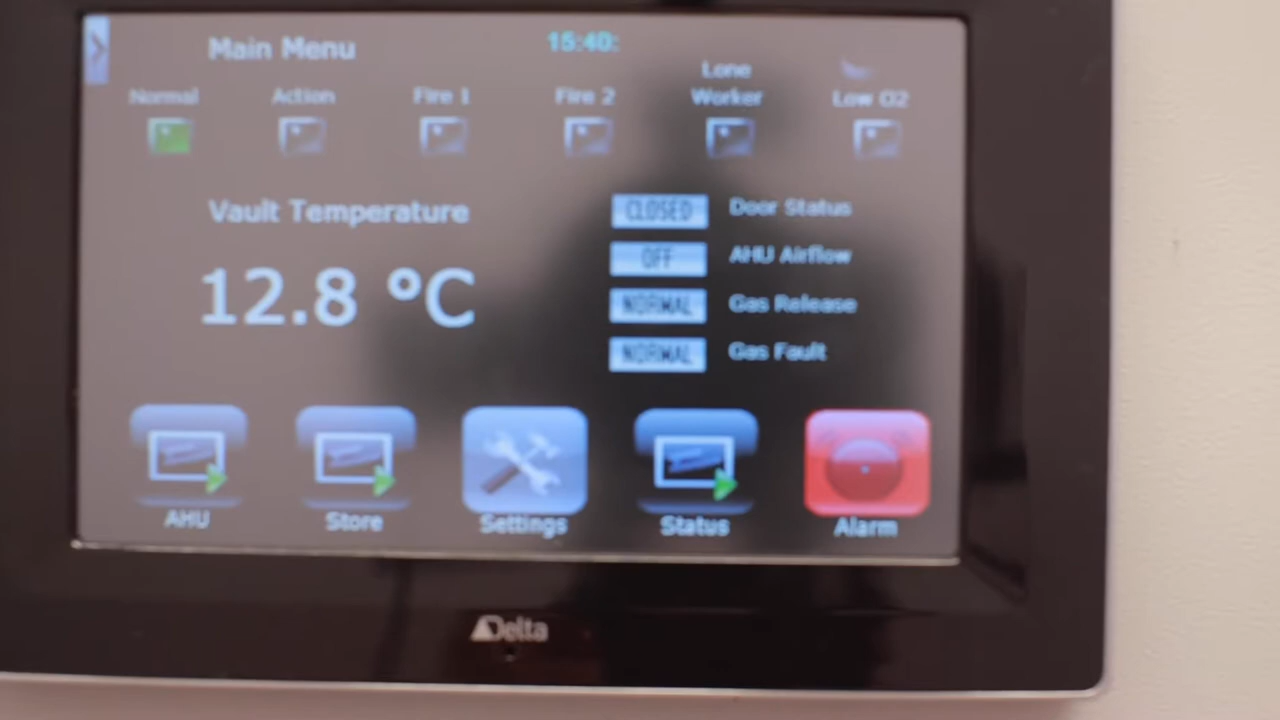 Main Menu
15:40:
Normal
Action
Fire 1
Fire 2
Lone
Worker
Low O2
Vault Temperature
12.8 °C
CLOSED Door Status
OFF AHU Airflow
NORMAL Gas Release
NORMAL Gas Fault
AHU
Store
Settings
Status
Alarm
Delta